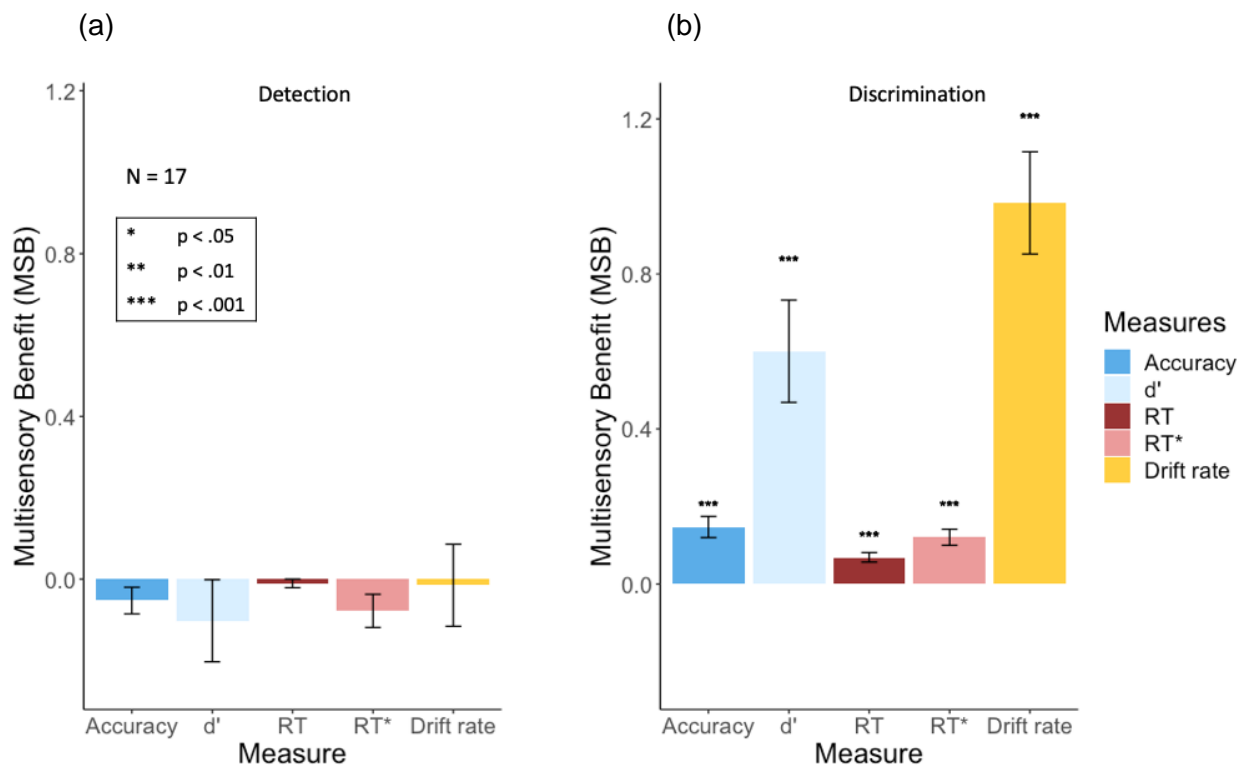 (a)
Detection
1.2
0.8
0.4
0.0
Multisensory Benefit (MSB)
N = 17
* p < .05
** p < .01
*** p < .001
Accuracy d' RT RT* Drift rate
Measure
(b)
Discrimination
1.2
0.8
0.4
0.0
Multisensory Benefit (MSB)
***
***
***
***
***
Accuracy d' RT RT* Drift rate
Measure
Measures
Accuracy
d'
RT
RT*
Drift rate